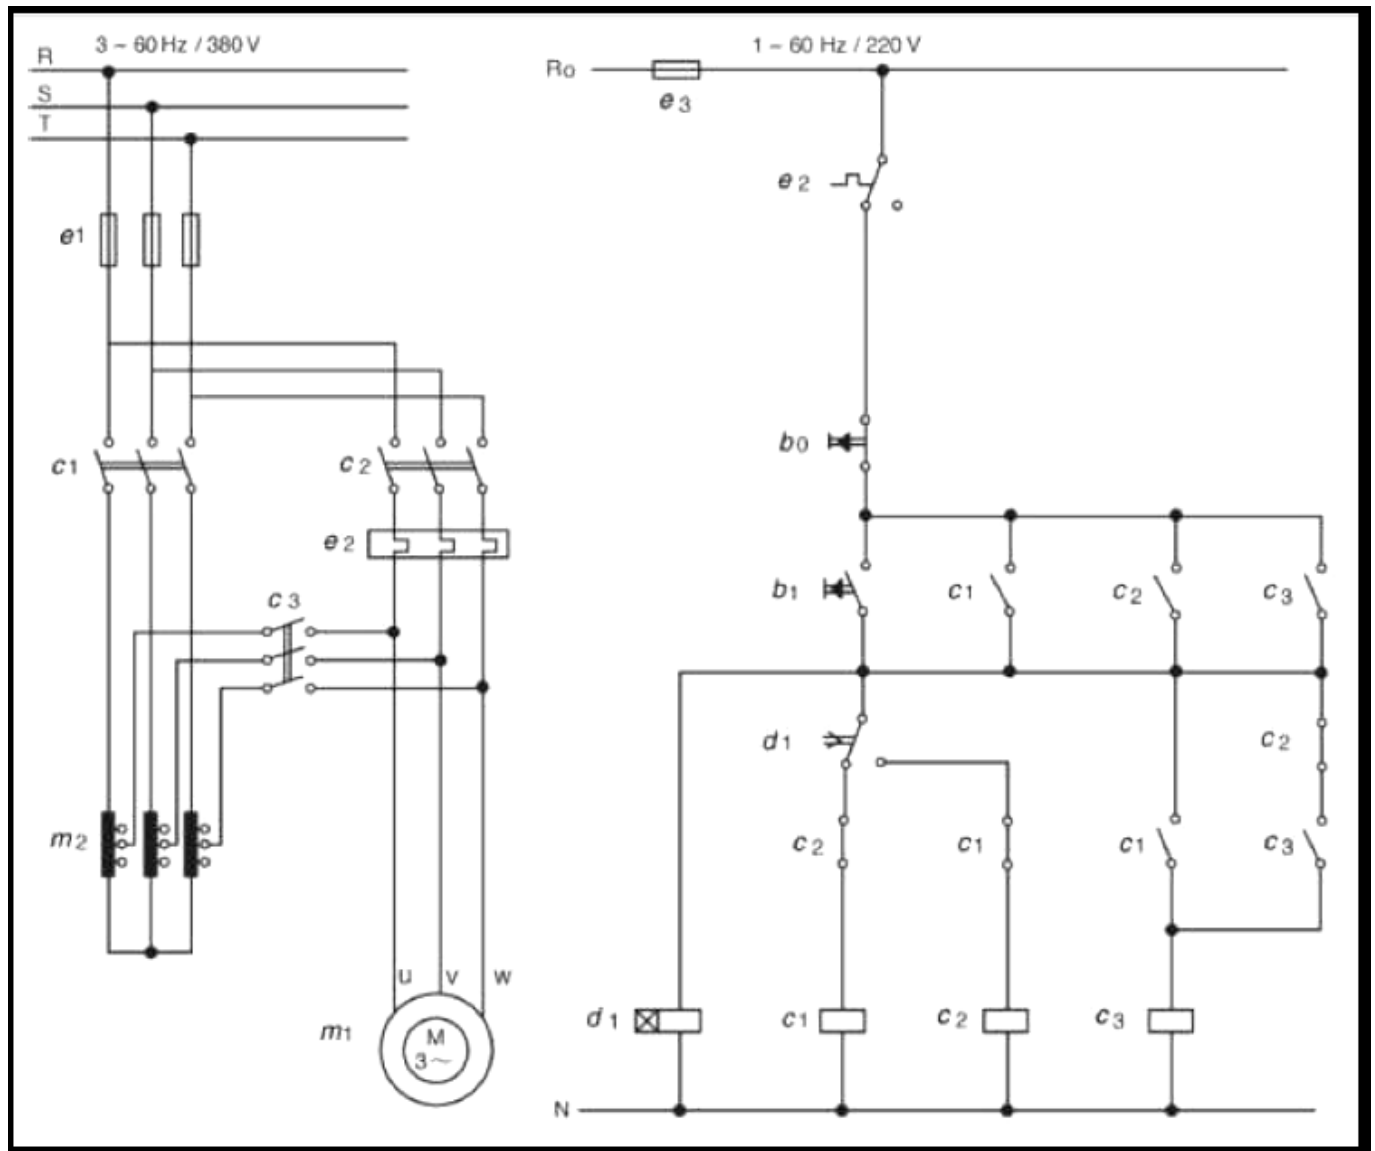 3 ~ 60 Hz / 380 V
R
S
T
e1
c1
c2
e2
c3
m2
u v w
m1
M
3~
1 ~ 60 Hz / 220 V
Ro
e3
e2
b0
b1 c1 c2 c3
d1 c2
c2 c1 c1 c3
d1 c1 c2 c3
N